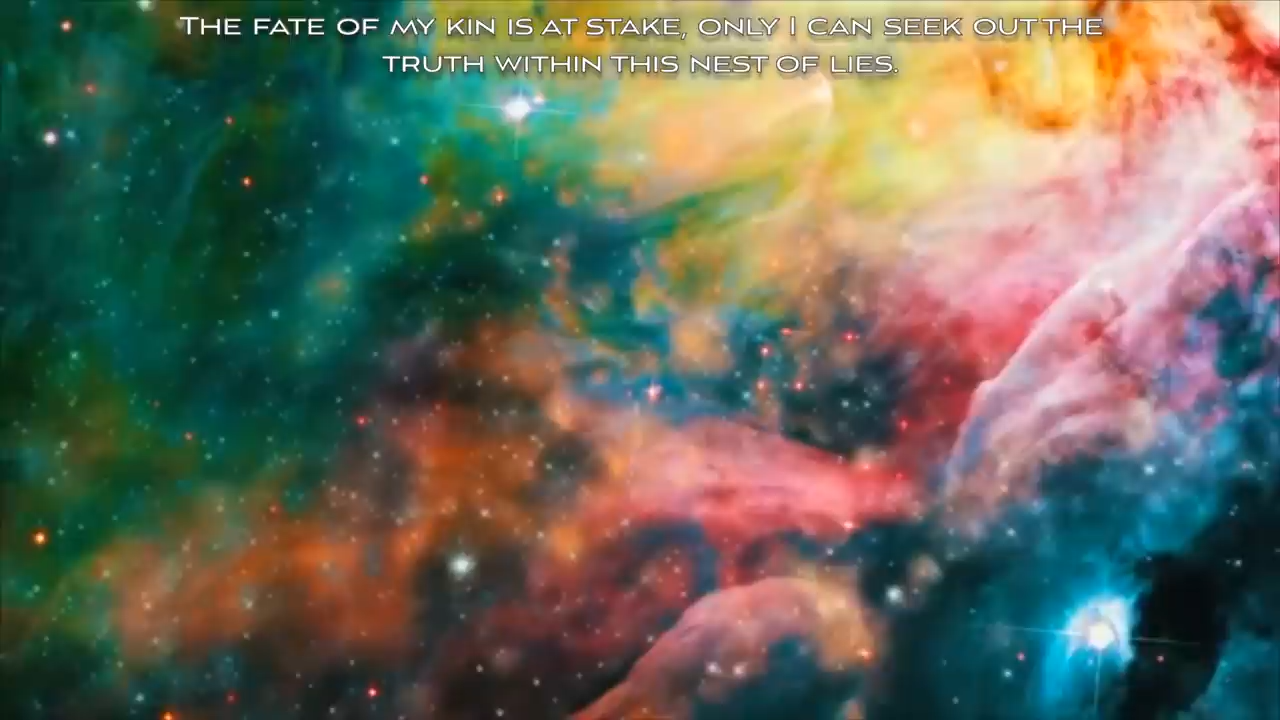 The fate of my kin is at stake, only I can seek out the
truth within this nest of lies.